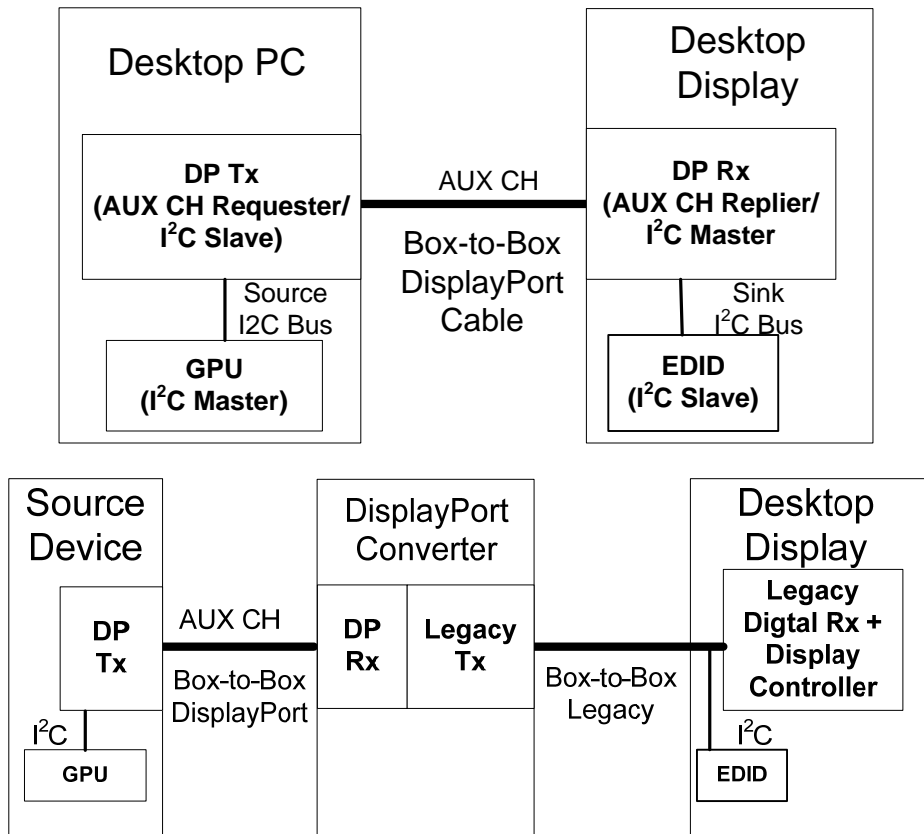 Desktop PC
DP Tx
(AUX CH Requester/
I²C Slave)
Source
I2C Bus
GPU
(I²C Master)
AUX CH
Box-to-Box
DisplayPort
Cable
Desktop
Display
DP Rx
(AUX CH Replier/
I²C Master
Sink
I²C Bus
EDID
(I²C Slave)
Source
Device
DP
Tx
I²C
GPU
AUX CH
Box-to-Box
DisplayPort
DisplayPort
Converter
DP
Rx
Legacy
Tx
Box-to-Box
Legacy
Desktop
Display
Legacy
Digtal Rx +
Display
Controller
I²C
EDID